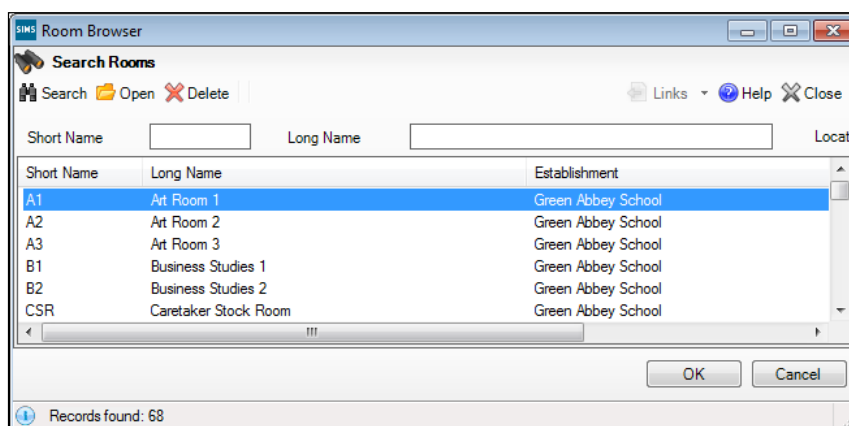 SIMS Room Browser
Search Rooms
Search Open Delete Links Help Close
Short Name Long Name Locat
Short Name Long Name Establishment
A1 Art Room 1 Green Abbey School
A2 Art Room 2 Green Abbey School
A3 Art Room 3 Green Abbey School
B1 Business Studies 1 Green Abbey School
B2 Business Studies 2 Green Abbey School
CSR Caretaker Stock Room Green Abbey School
OK Cancel
Records found: 68